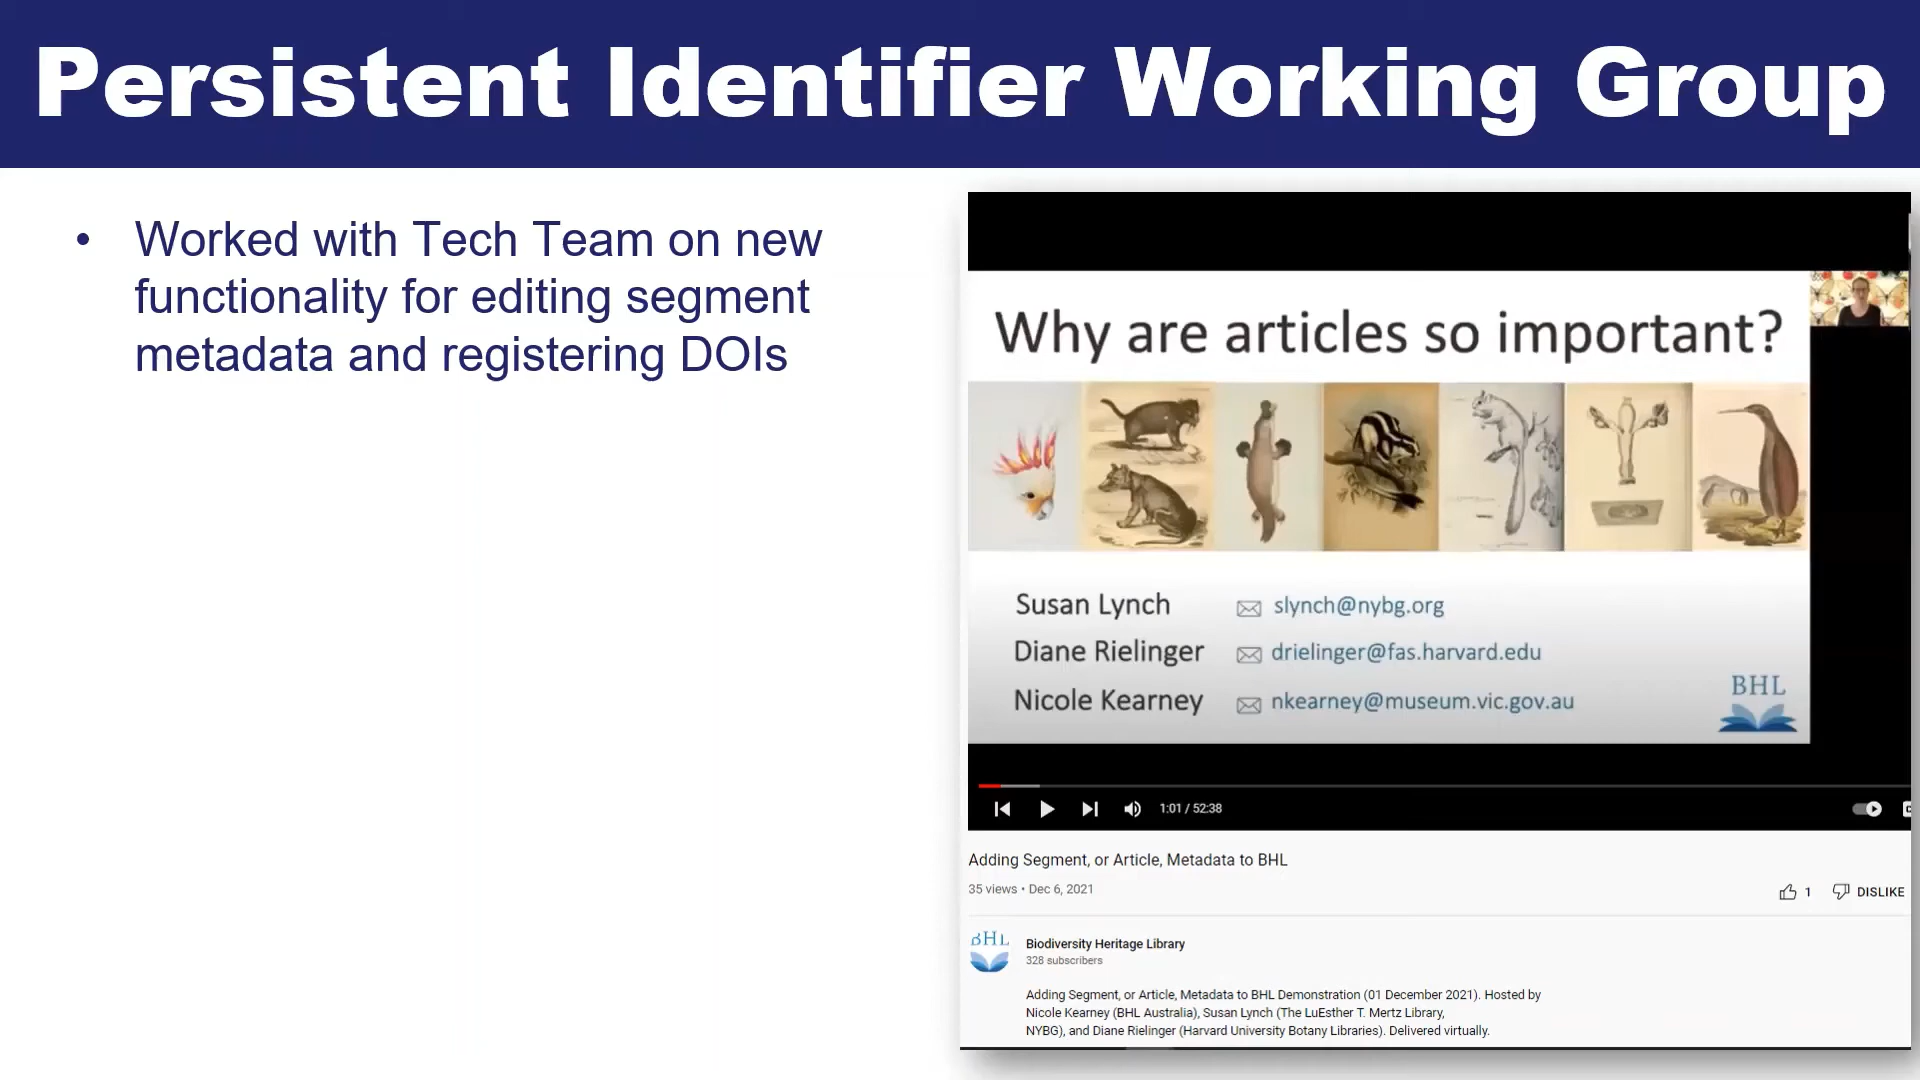 Persistent Identifier Working Group
• Worked with Tech Team on new
functionality for editing segment
metadata and registering DOIs
Why are articles so important?
Susan Lynch slynch@nybg.org
Diane Rielinger drielinger@fas.harvard.edu
Nicole Kearney nkearney@museum.vic.gov.au
BHL
1:01 / 52:38
Adding Segment, or Article, Metadata to BHL
35 views • Dec 6, 2021
1 DISLIKE
BHL
Biodiversity Heritage Library
328 subscribers
Adding Segment, or Article, Metadata to BHL Demonstration (01 December 2021). Hosted by
Nicole Kearney (BHL Australia), Susan Lynch (The LuEsther T. Mertz Library,
NYBG), and Diane Rielinger (Harvard University Botany Libraries). Delivered virtually.